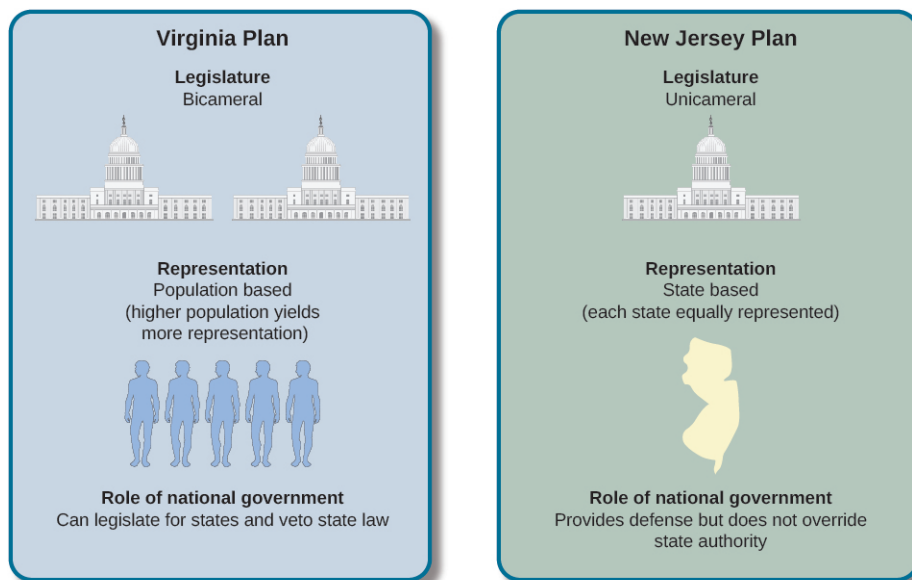 Virginia Plan
Legislature
Bicameral
Representation
Population based
(higher population yields
more representation)
Role of national government
Can legislate for states and veto state law
New Jersey Plan
Legislature
Unicameral
Representation
State based
(each state equally represented)
Role of national government
Provides defense but does not override
state authority